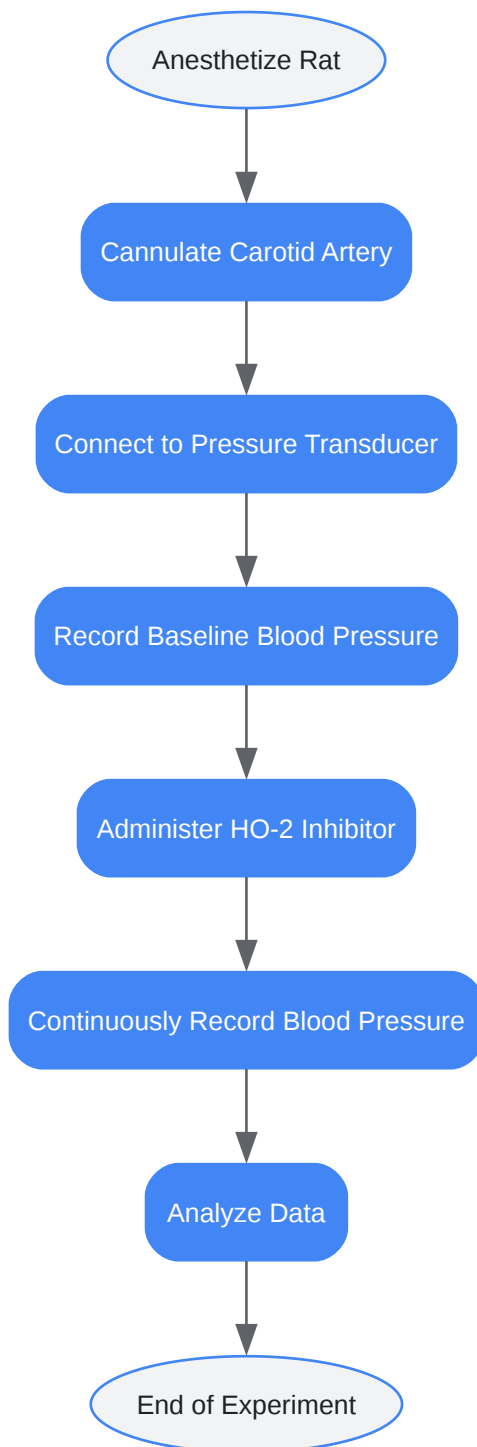 Anesthetize Rat
Cannulate Carotid Artery
Connect to Pressure Transducer
Record Baseline Blood Pressure
Administer HO-2 Inhibitor
Continuously Record Blood Pressure
Analyze Data
End of Experiment